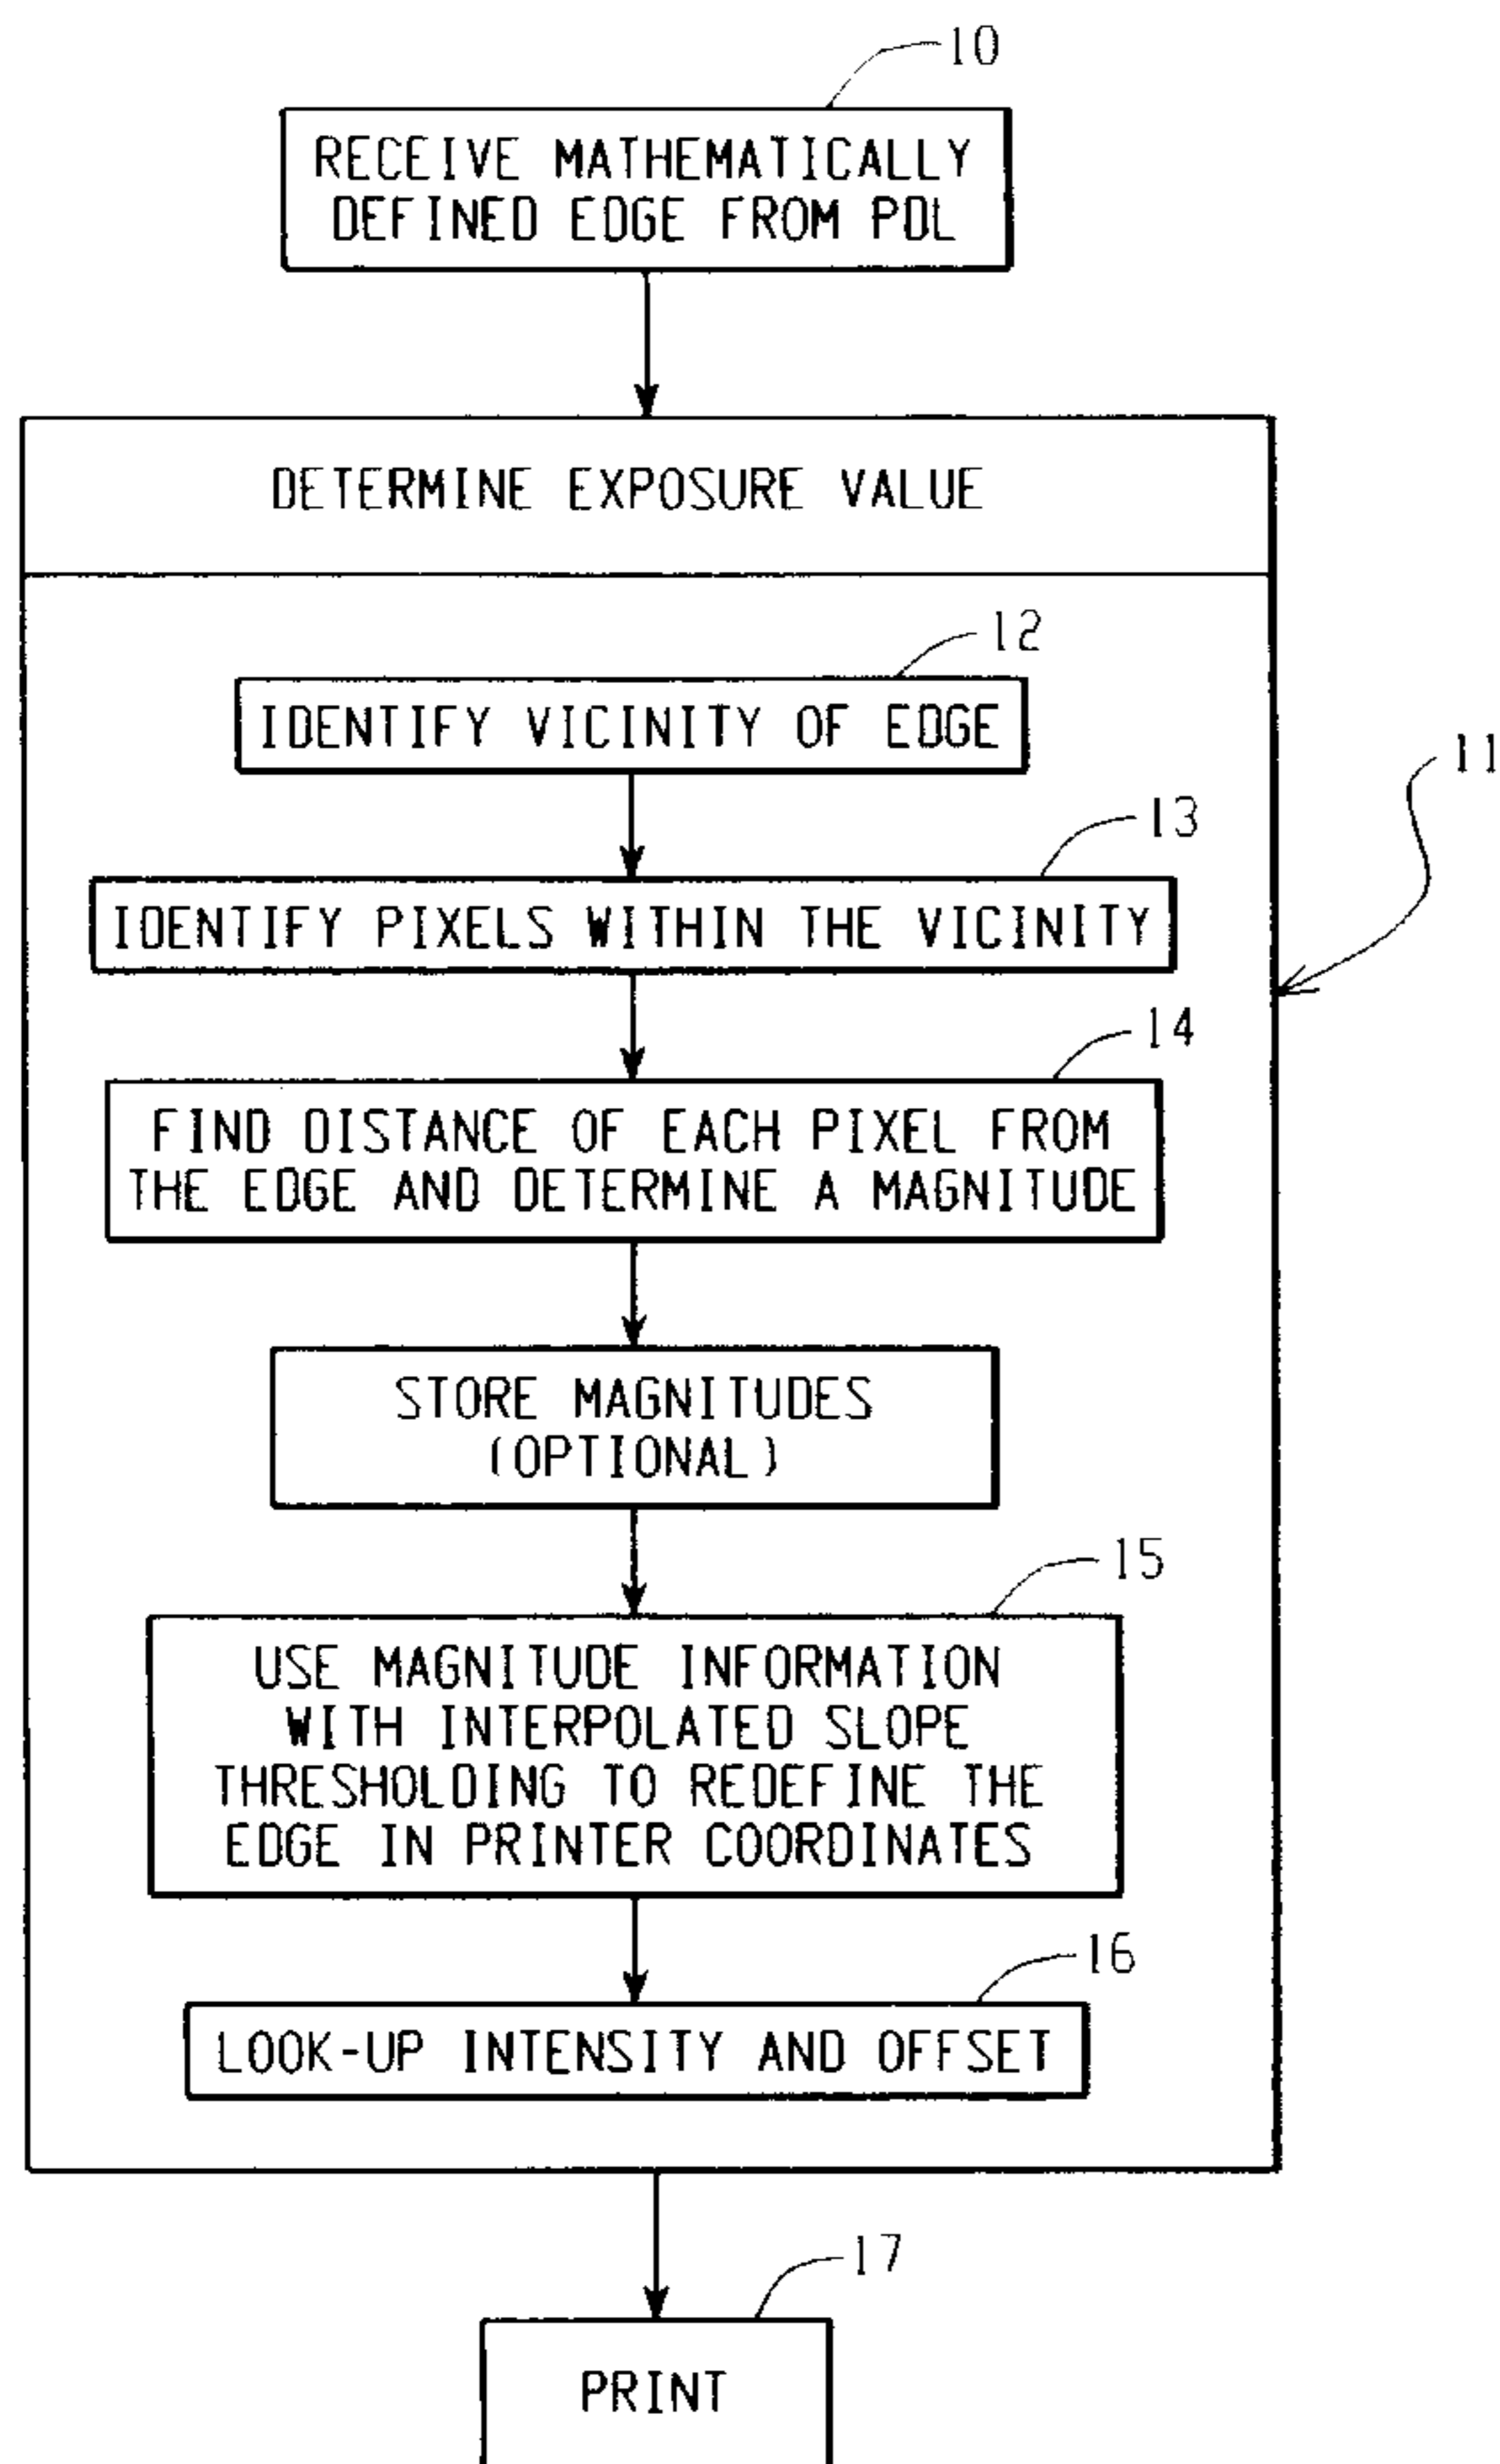 10
RECEIVE MATHEMATICALLY
DEFINED EDGE FROM PDL
DETERMINE EXPOSURE VALUE
12
IDENTIFY VICINITY OF EDGE
11
13
IDENTIFY PIXELS WITHIN THE VICINITY
14
FIND DISTANCE OF EACH PIXEL FROM
THE EDGE AND DETERMINE A MAGNITUDE
STORE MAGNITUDES
(OPTIONAL)
15
USE MAGNITUDE INFORMATION
WITH INTERPOLATED SLOPE
THRESHOLDING TO REDEFINE THE
EDGE IN PRINTER COORDINATES
16
LOOK-UP INTENSITY AND OFFSET
17
PRINT